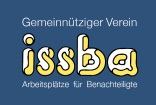 Gemeinnütziger Verein
issba
Arbeitsplätze für Benachteiligte